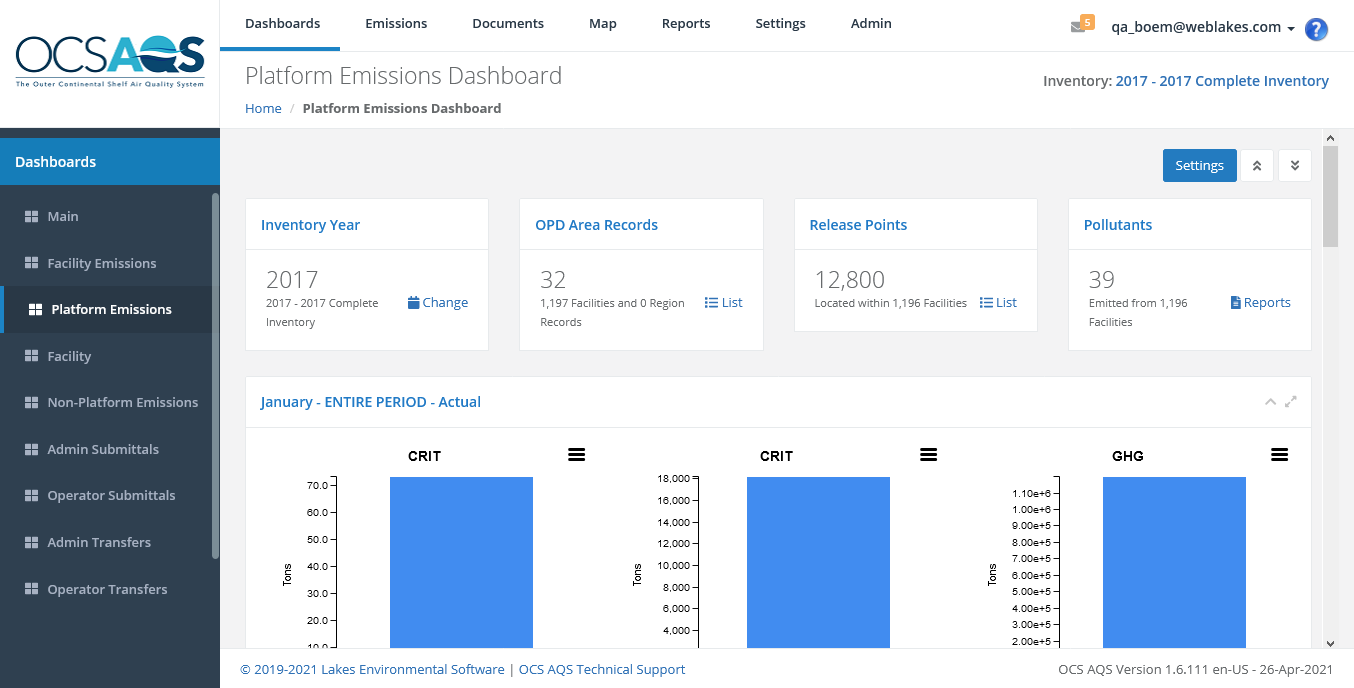 OCSAQS
The Outer Continental Shelf Air Quality System
Dashboards Emissions Documents Map Reports Settings Admin
5 qa_boem@weblakes.com ?
Platform Emissions Dashboard
Inventory: 2017 - 2017 Complete Inventory
Home / Platform Emissions Dashboard
Dashboards
Main
Facility Emissions
Platform Emissions
Facility
Non-Platform Emissions
Admin Submittals
Operator Submittals
Admin Transfers
Operator Transfers
Settings
Inventory Year
2017
2017 - 2017 Complete
Inventory
Change
OPD Area Records
32
1,197 Facilities and 0 Region
Records
List
Release Points
12,800
Located within 1,196 Facilities
List
Pollutants
39
Emitted from 1,196
Facilities
Reports
January - ENTIRE PERIOD - Actual
CRIT
Tons
70.0
60.0
50.0
40.0
30.0
20.0
10.0
CRIT
Tons
18,000
16,000
14,000
12,000
10,000
8,000
6,000
4,000
GHG
Tons
1.10e+6
1.00e+6
9.00e+5
8.00e+5
7.00e+5
6.00e+5
5.00e+5
4.00e+5
3.00e+5
2.00e+5
© 2019-2021 Lakes Environmental Software | OCS AQS Technical Support
OCS AQS Version 1.6.111 en-US - 26-Apr-2021